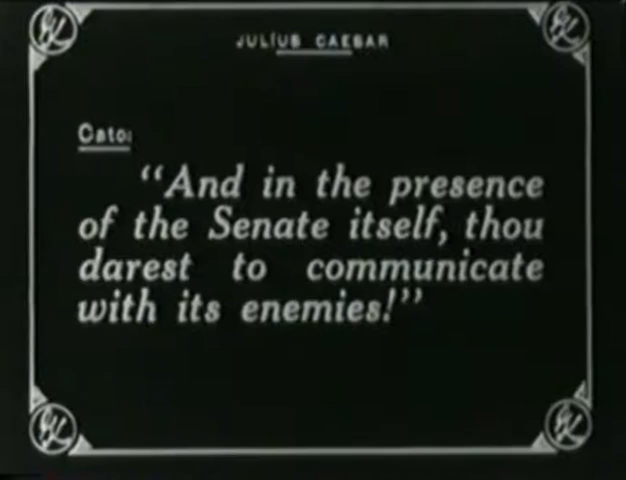 JULIUS CAESAR
Cato:
“And in the presence
of the Senate itself, thou
darest to communicate
with its enemies!”